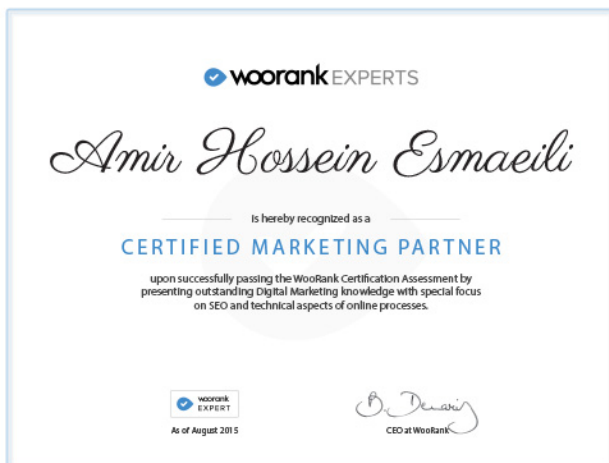 woorank EXPERTS
Amir Hossein Esmaeili
is hereby recognized as a
CERTIFIED MARKETING PARTNER
upon successfully passing the WooRank Certification Assessment by
presenting outstanding Digital Marketing knowledge with special focus
on SEO and technical aspects of online processes.
woorank
EXPERT
As of August 2015
CEO at WooRank